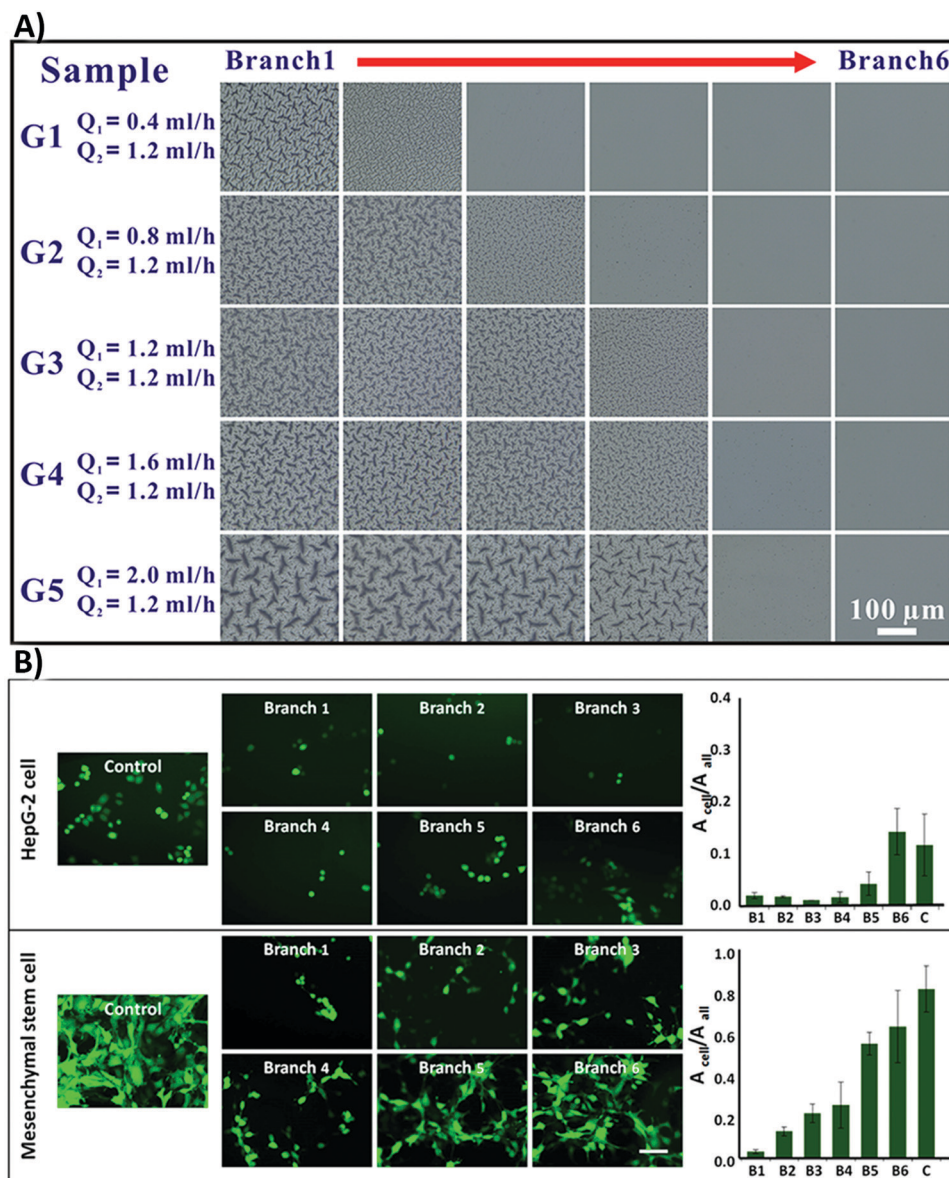 A)
Sample Branch1 Branch6
G1 Q₁ = 0.4 ml/h
Q₂ = 1.2 ml/h
G2 Q₁ = 0.8 ml/h
Q₂ = 1.2 ml/h
G3 Q₁ = 1.2 ml/h
Q₂ = 1.2 ml/h
G4 Q₁ = 1.6 ml/h
Q₂ = 1.2 ml/h
G5 Q₁ = 2.0 ml/h
Q₂ = 1.2 ml/h
100 µm
B)
HepG-2 cell
Control
Branch 1 Branch 2 Branch 3
Branch 4 Branch 5 Branch 6
A cell/A all
0.4
0.3
0.2
0.1
0.0
B1 B2 B3 B4 B5 B6 C
Mesenchymal stem cell
Control
Branch 1 Branch 2 Branch 3
Branch 4 Branch 5 Branch 6
A cell/A all
1.0
0.8
0.6
0.4
0.2
0.0
B1 B2 B3 B4 B5 B6 C